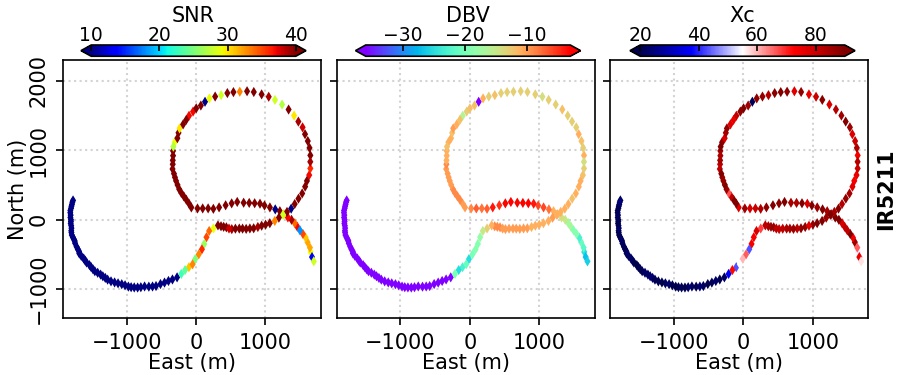 SNR DBV Xc
10 20 30 40 −30 −20 −10 20 40 60 80
2000
1000
0
−1000
North (m)
IR5211
−1000 0 1000 −1000 0 1000 −1000 0 1000
East (m) East (m) East (m)